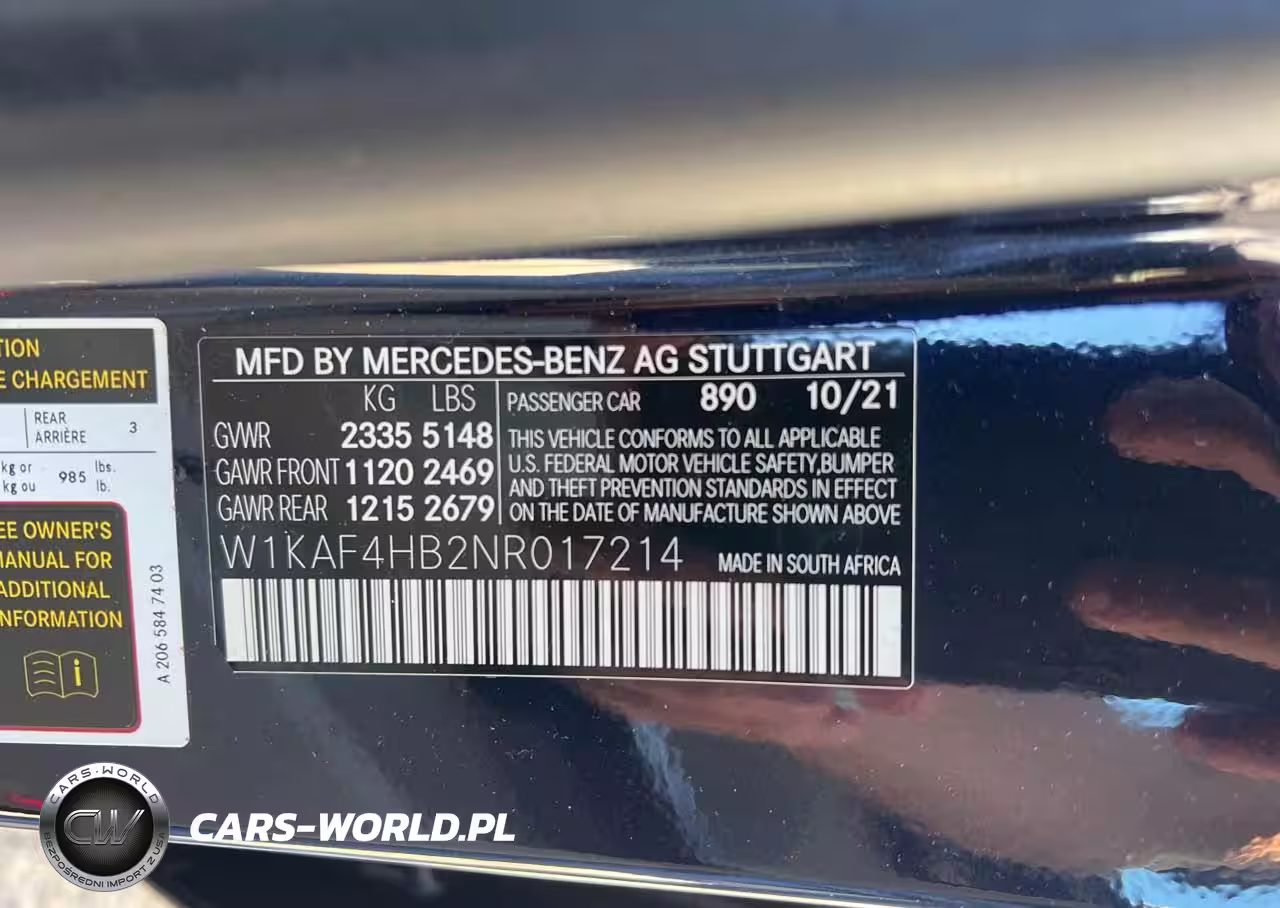 TION
E CHARGEMENT
REAR
ARRIÈRE 3
kg or
kg ou 985 lbs.
lb.
EE OWNER'S
MANUAL FOR
ADDITIONAL
INFORMATION
A 206 584 74 03
MFD BY MERCEDES-BENZ AG STUTTGART
KG LBS
GVWR 2335 5148
GAWR FRONT 1120 2469
GAWR REAR 1215 2679
PASSENGER CAR 890 10/21
THIS VEHICLE CONFORMS TO ALL APPLICABLE
U.S. FEDERAL MOTOR VEHICLE SAFETY,BUMPER
AND THEFT PREVENTION STANDARDS IN EFFECT
ON THE DATE OF MANUFACTURE SHOWN ABOVE
W1KAF4HB2NR017214 MADE IN SOUTH AFRICA
CARS-WORLD
CW
BEZPOŚREDNI IMPORT Z USA
CARS-WORLD.PL